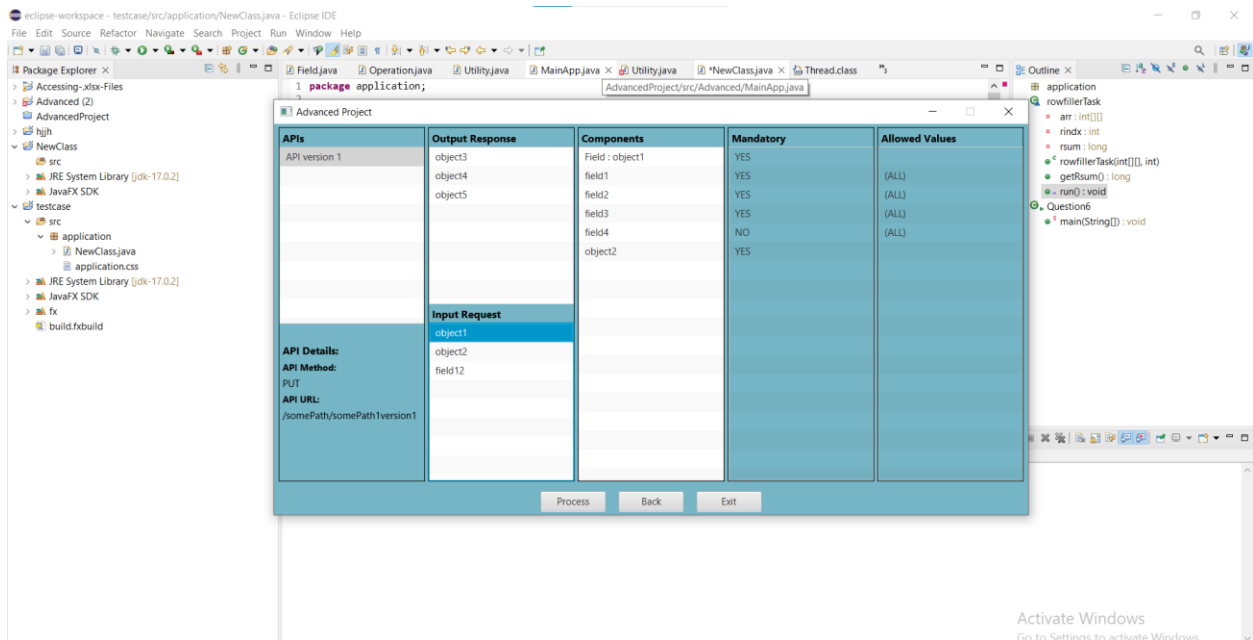 eclipse-workspace - testcase/src/application/NewClass.java - Eclipse IDE
File Edit Source Refactor Navigate Search Project Run Window Help
Package Explorer
Field.java Operation.java Utility.java MainApp.java Utility.java *NewClass.java Thread.class
Outline
Accessing-.xlsx-Files
Advanced (2)
AdvancedProject
hjjh
NewClass
src
JRE System Library [jdk-17.0.2]
JavaFX SDK
testcase
src
application
NewClass.java
application.css
JRE System Library [jdk-17.0.2]
JavaFX SDK
fx
build.fxbuild
1 package application;
AdvancedProject/src/Advanced/MainApp.java
Advanced Project
APIs
API version 1
API Details:
API Method:
PUT
API URL:
/somePath/somePath1version1
Output Response
object3
object4
object5
Input Request
object1
object2
field12
Components
Field : object1
field1
field2
field3
field4
object2
Mandatory
YES
YES
YES
YES
NO
YES
Allowed Values
(ALL)
(ALL)
(ALL)
(ALL)
Process Back Exit
application
rowfillerTask
arr : int[][]
rindx : int
rsum : long
rowfillerTask(int[][], int)
getRsum() : long
run() : void
Question6
main(String[]) : void
Activate Windows
Go to Settings to activate Windows.